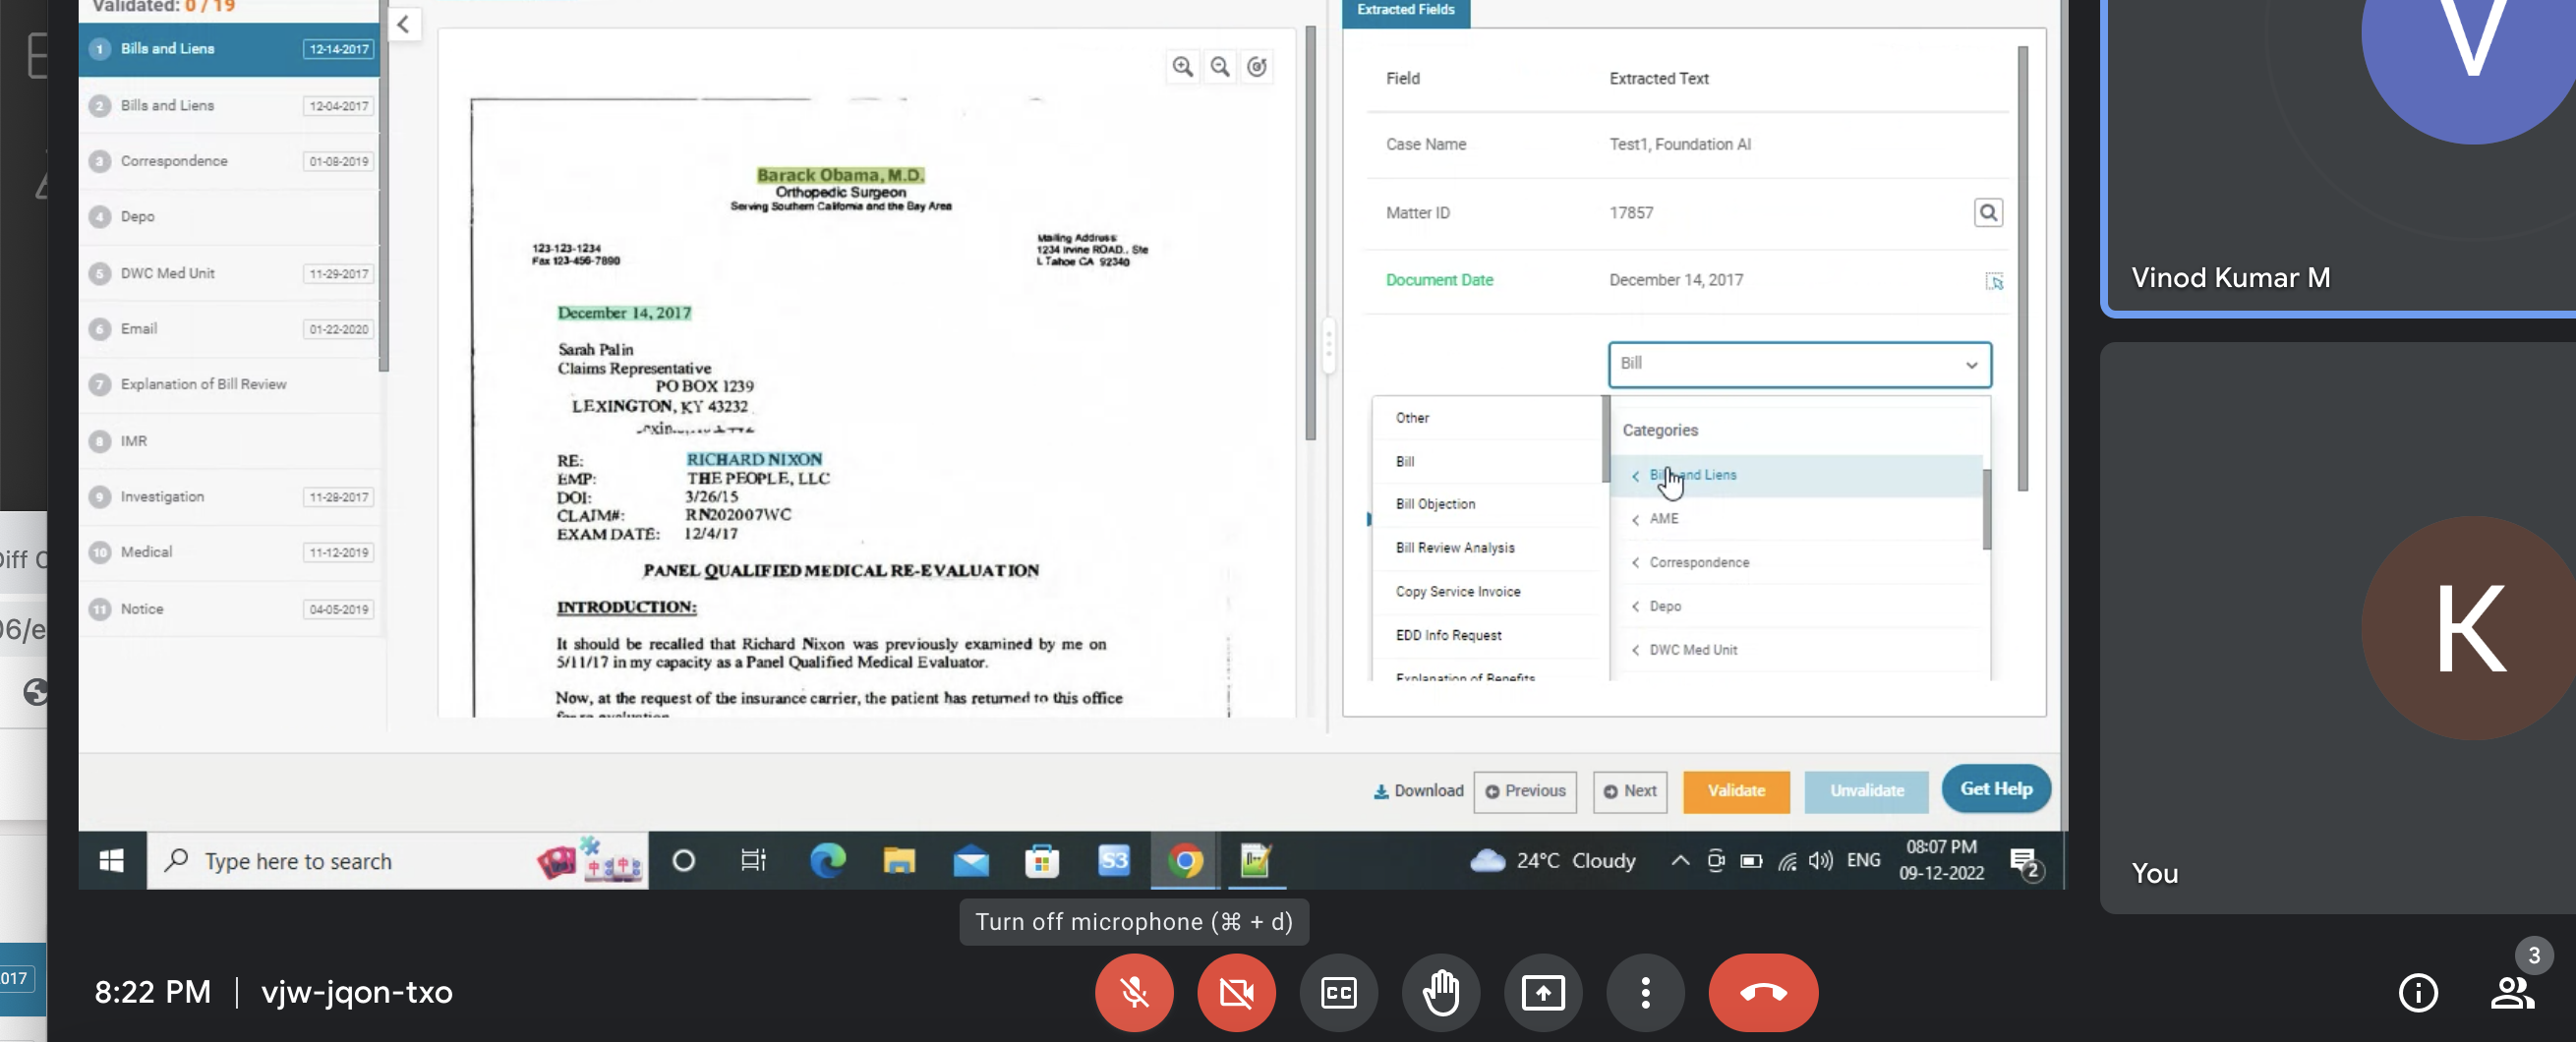 Validated: 0 / 19
1 Bills and Liens 12-14-2017
2 Bills and Liens 12-04-2017
3 Correspondence 01-08-2019
4 Depo
5 DWC Med Unit 11-29-2017
6 Email 01-22-2020
7 Explanation of Bill Review
8 IMR
9 Investigation 11-28-2017
10 Medical 11-12-2019
11 Notice 04-05-2019
Barack Obama, M.D.
Orthopedic Surgeon
Serving Southern California and the Bay Area
123-123-1234
Fax 123-456-7890
Mailing Address:
1234 Irvine ROAD., Ste
L Tahoe CA 92340
December 14, 2017
Sarah Palin
Claims Representative
PO BOX 1239
LEXINGTON, KY 43232
RE: RICHARD NIXON
EMP: THE PEOPLE, LLC
DOI: 3/26/15
CLAIM#: RN202007WC
EXAM DATE: 12/4/17
PANEL QUALIFIED MEDICAL RE-EVALUATION
INTRODUCTION:
It should be recalled that Richard Nixon was previously examined by me on
5/11/17 in my capacity as a Panel Qualified Medical Evaluator.
Now, at the request of the insurance carrier, the patient has returned to this office
Extracted Fields
Field Extracted Text
Case Name Test1, Foundation AI
Matter ID 17857
Document Date December 14, 2017
Bill
Other
Bill
Bill Objection
Bill Review Analysis
Copy Service Invoice
EDD Info Request
Explanation of Benefits
Categories
Bills and Liens
AME
Correspondence
Depo
DWC Med Unit
Download Previous Next Validate Unvalidate Get Help
Type here to search
S3
24°C Cloudy
ENG
08:07 PM
09-12-2022
2
Turn off microphone (⌘ + d)
8:22 PM | vjw-jqon-txo
CC
3
V
Vinod Kumar M
K
You
Diff C
06/e
017